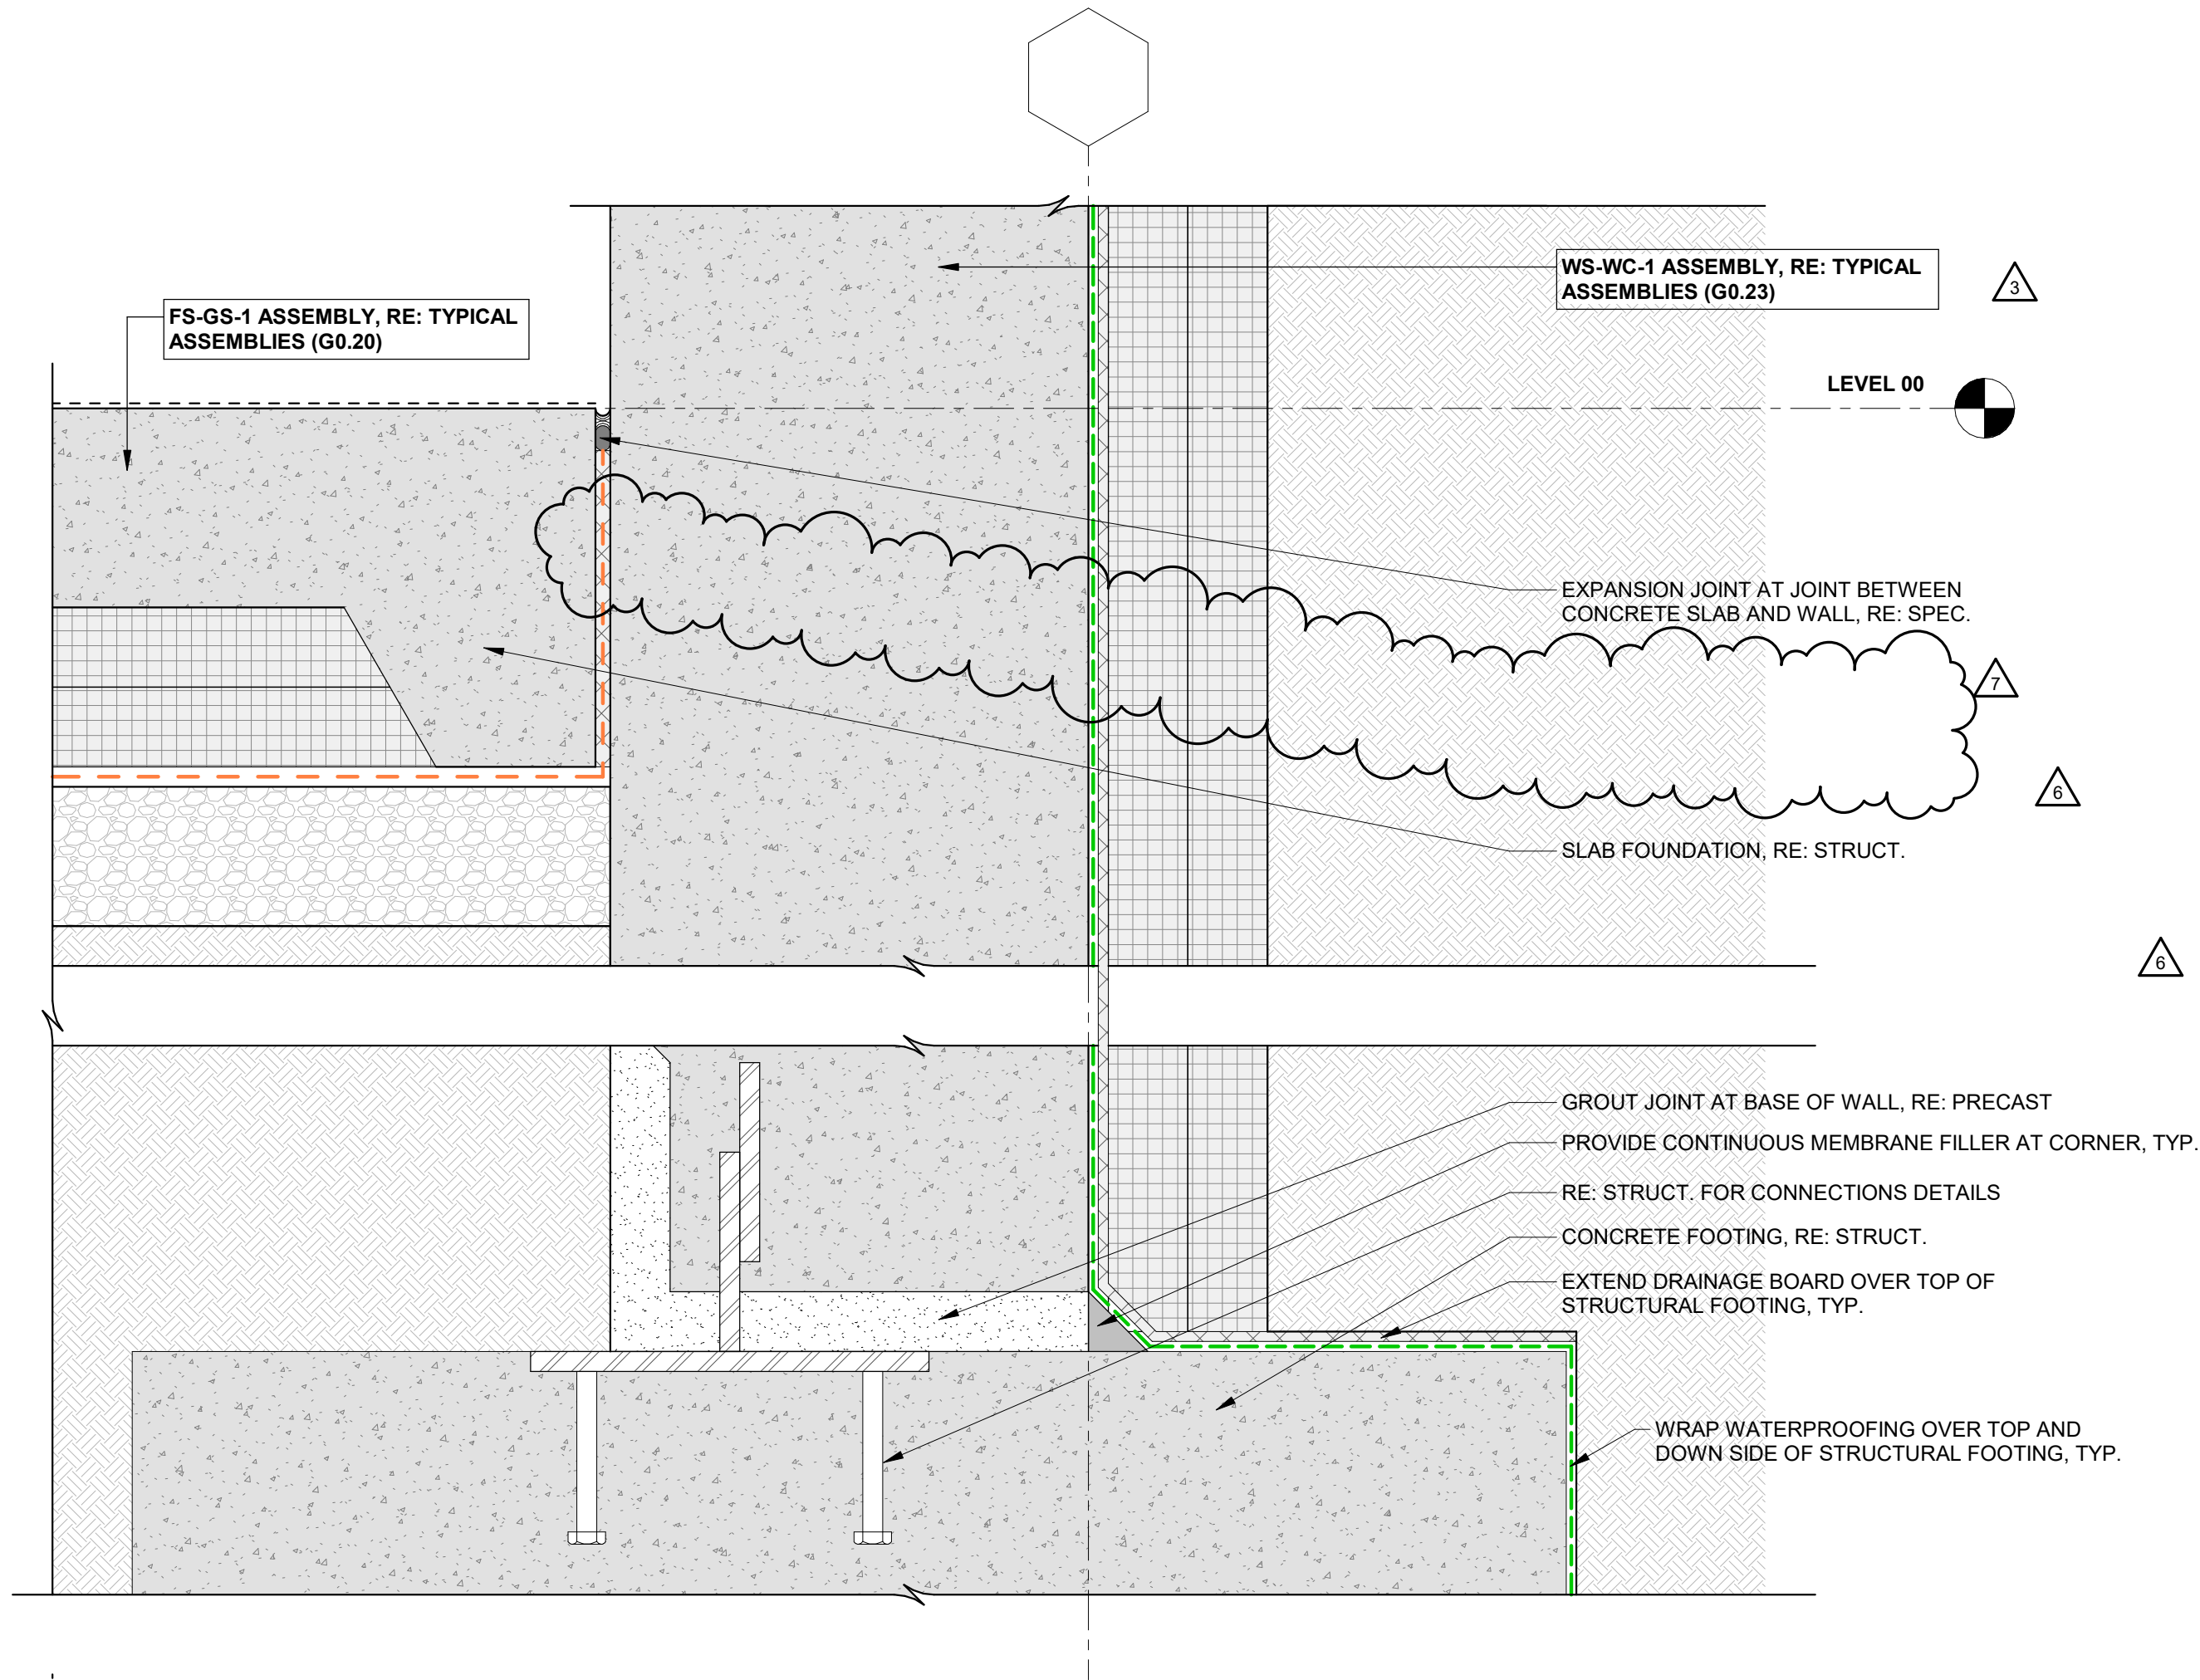 WS-WC-1 ASSEMBLY, RE: TYPICAL
ASSEMBLIES (G0.23)
3
FS-GS-1 ASSEMBLY, RE: TYPICAL
ASSEMBLIES (G0.20)
LEVEL 00
EXPANSION JOINT AT JOINT BETWEEN
CONCRETE SLAB AND WALL, RE: SPEC.
7
6
SLAB FOUNDATION, RE: STRUCT.
6
GROUT JOINT AT BASE OF WALL, RE: PRECAST
PROVIDE CONTINUOUS MEMBRANE FILLER AT CORNER, TYP.
RE: STRUCT. FOR CONNECTIONS DETAILS
CONCRETE FOOTING, RE: STRUCT.
EXTEND DRAINAGE BOARD OVER TOP OF
STRUCTURAL FOOTING, TYP.
WRAP WATERPROOFING OVER TOP AND
DOWN SIDE OF STRUCTURAL FOOTING, TYP.